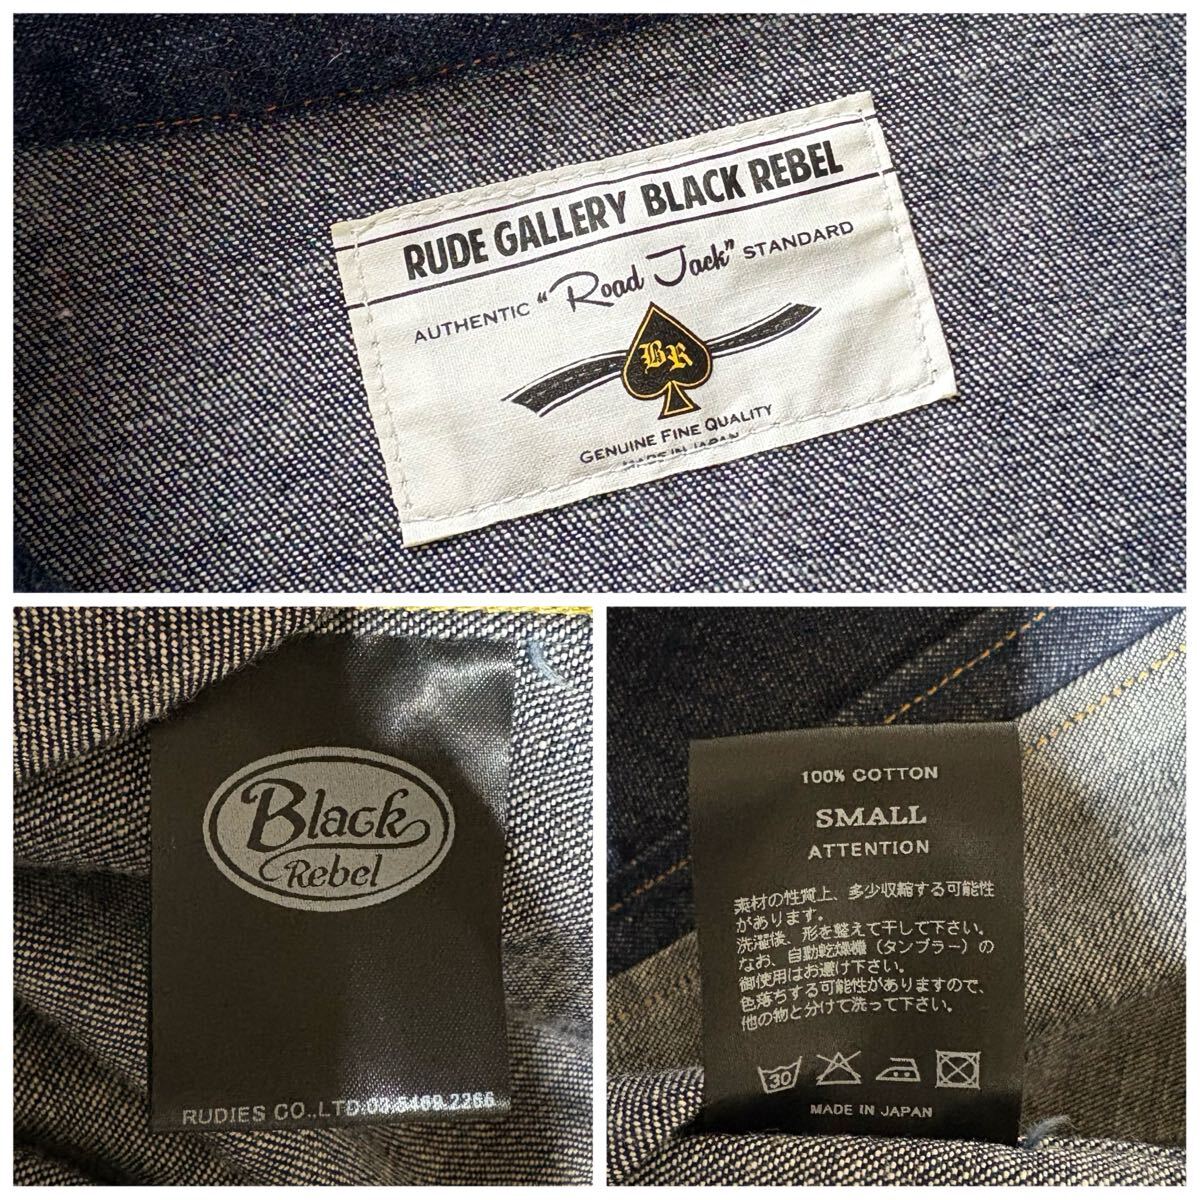 RUDE GALLERY BLACK REBEL
AUTHENTIC "Road Jack" STANDARD
BR
GENUINE FINE QUALITY
MADE IN JAPAN
Black
Rebel
RUDIES CO.,LTD.03.5469.2266
100% COTTON
SMALL
ATTENTION
素材の性質上、多少収縮する可能性
があります。
洗濯後、形を整えて干して下さい。
なお、自動乾燥機（タンブラー）の
御使用はお避け下さい。
色落ちする可能性がありますので、
他の物と分けて洗って下さい。
30
MADE IN JAPAN